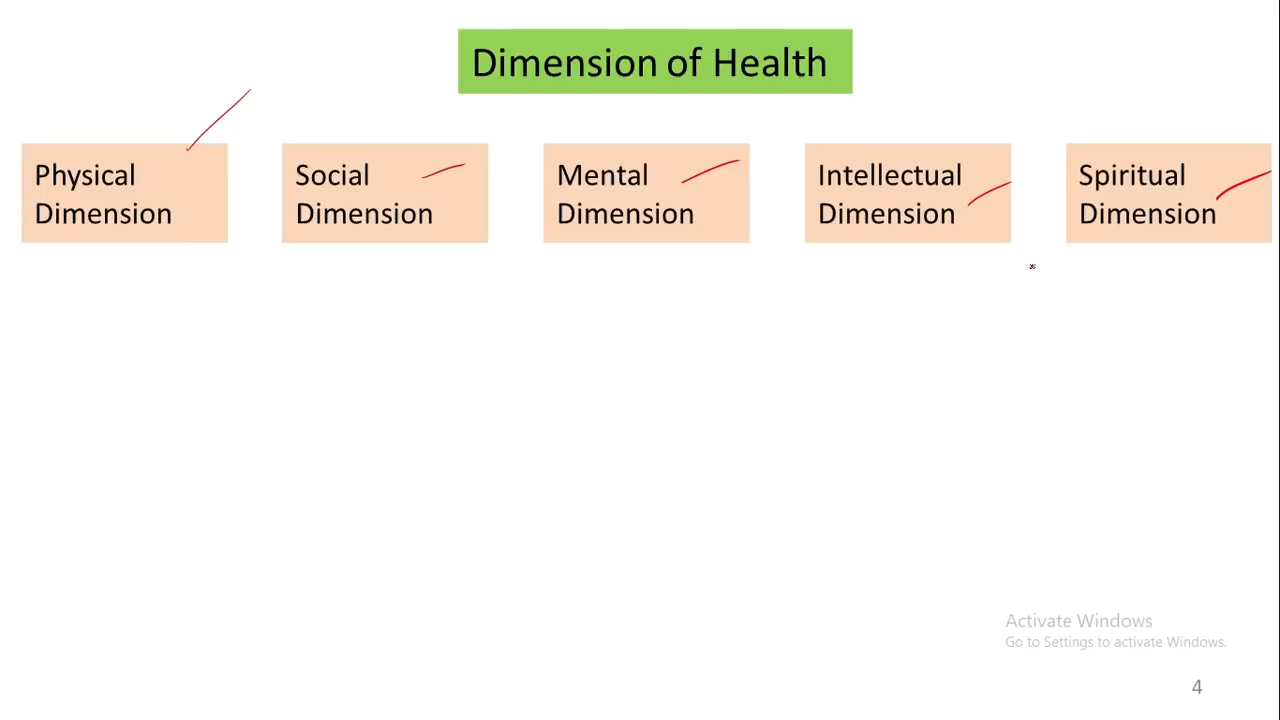 Dimension of Health
Physical
Dimension
Social
Dimension
Mental
Dimension
Intellectual
Dimension
Spiritual
Dimension
Activate Windows
Go to Settings to activate Windows.
4